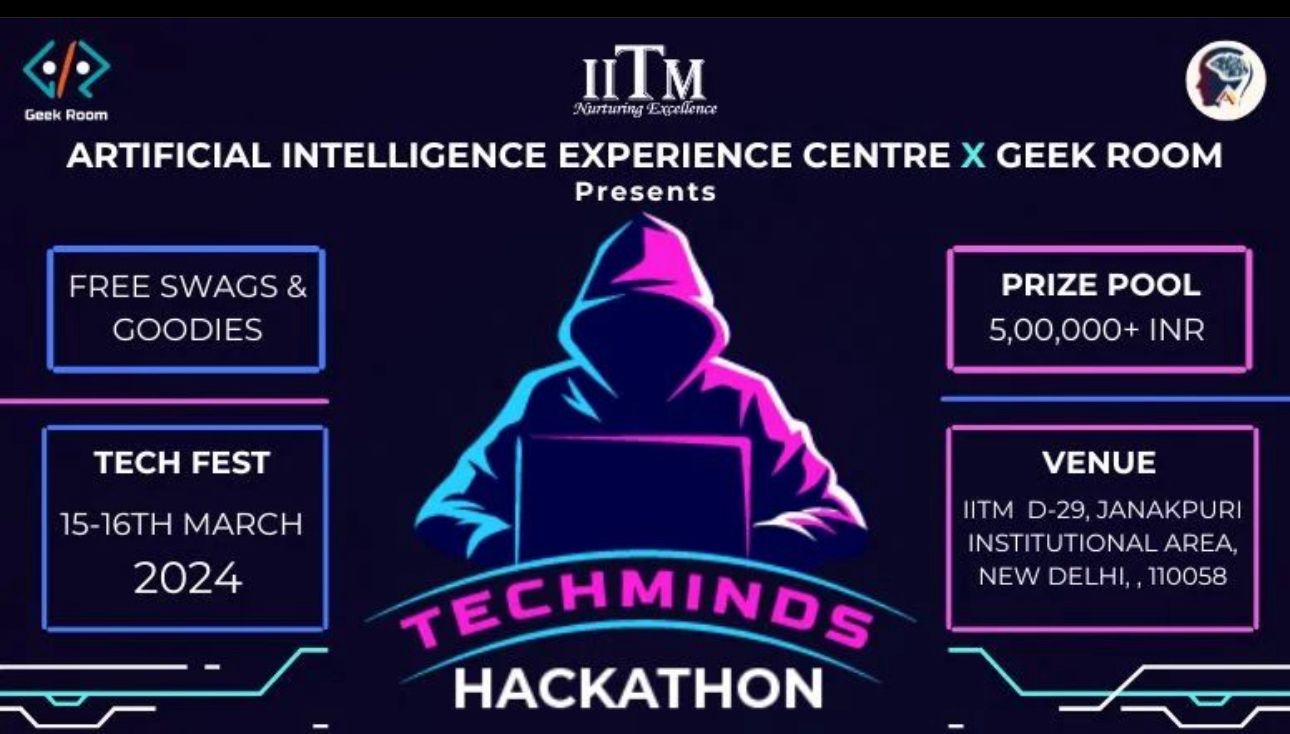 Geek Room
IITM
Nurturing Excellence
A
ARTIFICIAL INTELLIGENCE EXPERIENCE CENTRE X GEEK ROOM
Presents
FREE SWAGS &
GOODIES
PRIZE POOL
5,00,000+ INR
TECH FEST
15-16TH MARCH
2024
VENUE
IITM D-29, JANAKPURI
INSTITUTIONAL AREA,
NEW DELHI, , 110058
TECHMINDS
HACKATHON